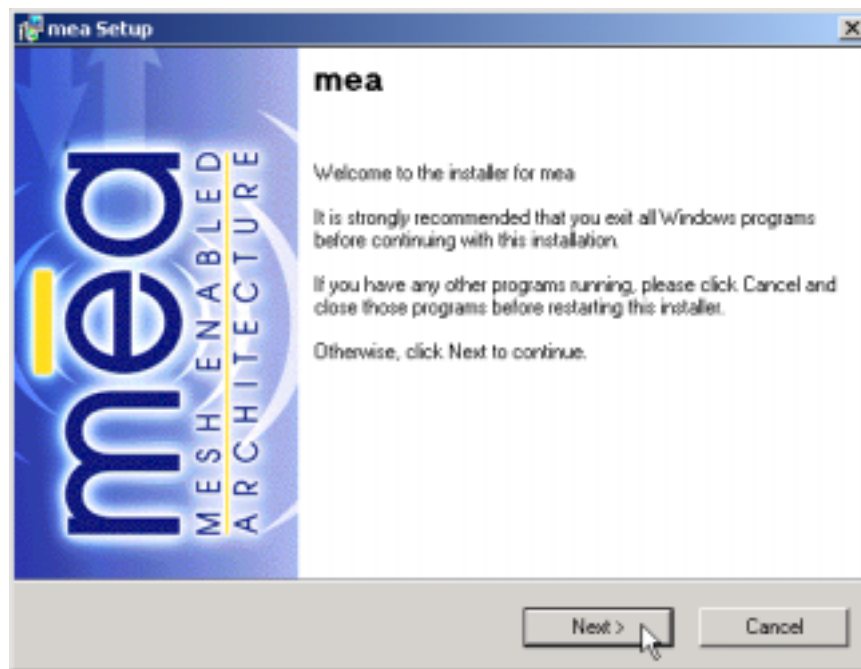 mea Setup
mea
Welcome to the installer for mea
It is strongly recommended that you exit all Windows programs
before continuing with this installation.
If you have any other programs running, please click Cancel and
close those programs before restarting this installer.
Otherwise, click Next to continue.
mea
MESH ENABLED
ARCHITECTURE
Next >
Cancel